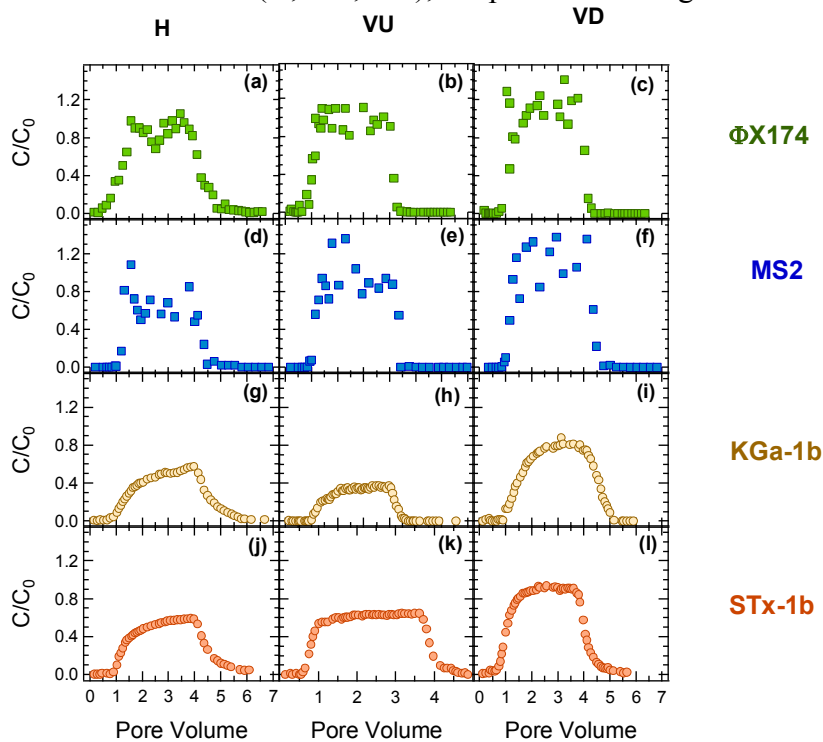 H VU VD
(a) (b) (c)
C/C0
1.2
0.8
0.4
0.0
ΦX174
(d) (e) (f)
C/C0
1.2
0.8
0.4
0.0
MS2
(g) (h) (i)
C/C0
1.2
0.8
0.4
0.0
KGa-1b
(j) (k) (l)
C/C0
1.2
0.8
0.4
0.0
STx-1b
0 1 2 3 4 5 6 7 1 2 3 4 0 1 2 3 4 5 6 7
Pore Volume Pore Volume Pore Volume